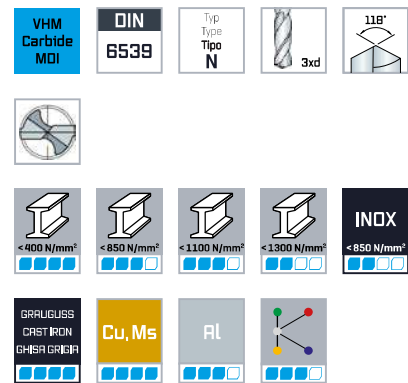 VHM
Carbide
MDI
DIN
6539
Typ
Type
Tipo
N
3xd
118°
<400 N/mm²
<850 N/mm²
<1100 N/mm²
<1300 N/mm²
INOX
<850 N/mm²
GRAUGUSS
CAST IRON
GHISA GRIGIA
Cu, Ms
Al